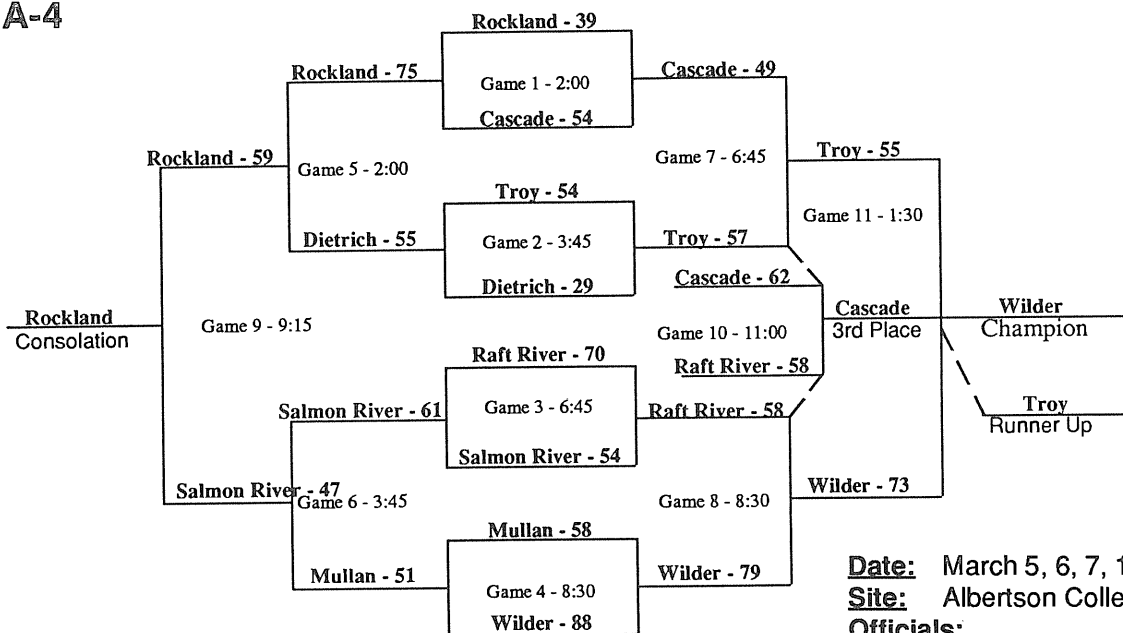 A-4
Rockland - 39
Rockland - 75
Game 1 - 2:00
Cascade - 49
Cascade - 54
Rockland - 59
Game 5 - 2:00
Game 7 - 6:45
Troy - 55
Troy - 54
Dietrich - 55
Game 2 - 3:45
Troy - 57
Game 11 - 1:30
Dietrich - 29
Cascade - 62
Rockland
Consolation
Game 9 - 9:15
Game 10 - 11:00
Cascade
3rd Place
Wilder
Champion
Raft River - 70
Raft River - 58
Salmon River - 61
Game 3 - 6:45
Raft River - 58
Troy
Runner Up
Salmon River - 54
Salmon River - 47
Game 6 - 3:45
Game 8 - 8:30
Wilder - 73
Mullan - 58
Mullan - 51
Game 4 - 8:30
Wilder - 79
Wilder - 88
Date: March 5, 6, 7, 1
Site: Albertson Colle
Officials: